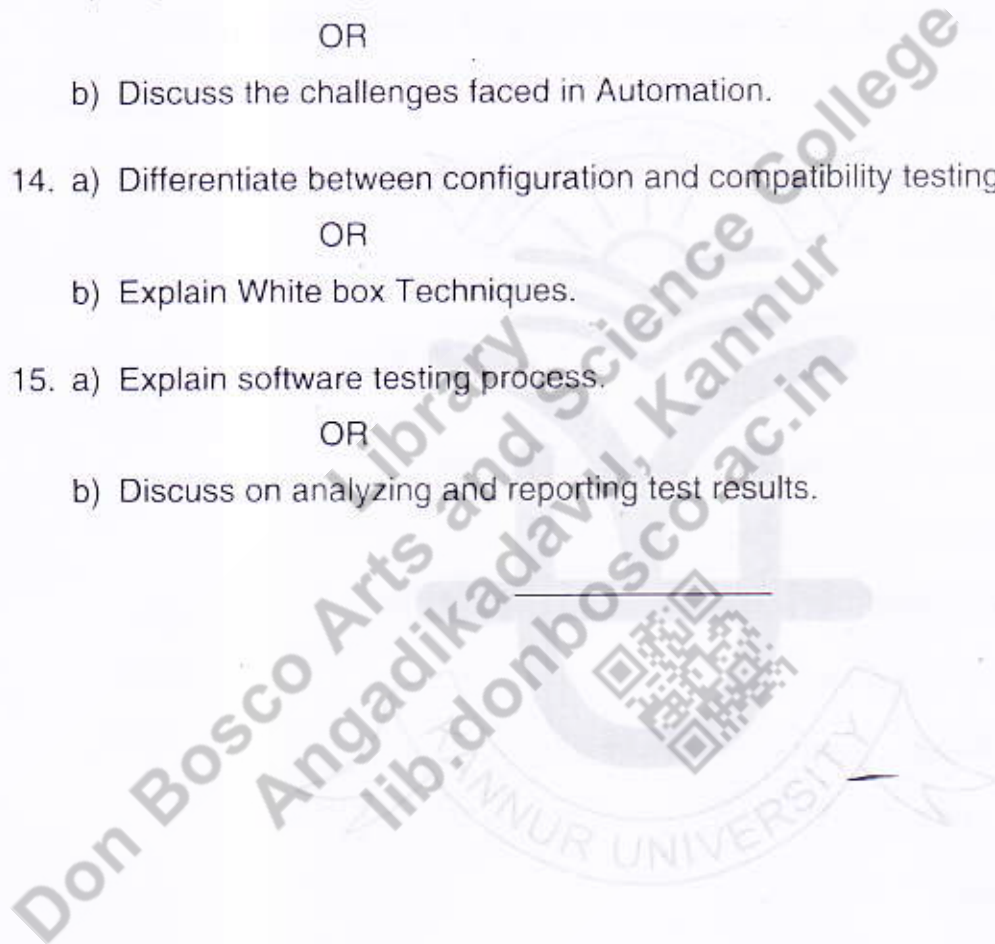 OR
b) Discuss the challenges faced in Automation.
14. a) Differentiate between configuration and compatibility testing
OR
b) Explain White box Techniques.
15. a) Explain software testing process.
OR
b) Discuss on analyzing and reporting test results.
Library
Don Bosco Arts and Science College
Angadikadavu, Kannur
lib.donbosco.ac.in
KANNUR UNIVERSITY